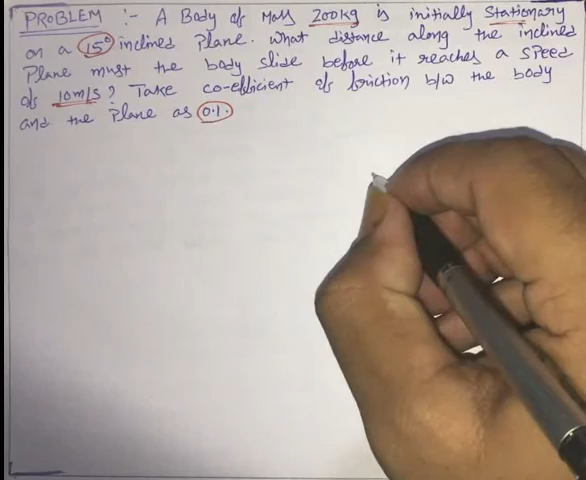 PROBLEM :- A Body of Mass 200kg is initially Stationary
on a 15° inclined Plane. What distance along the inclined
Plane must the body slide before it reaches a speed
of 10m/s? Take co-efficient of friction b/w the body
and the Plane as 0.1.